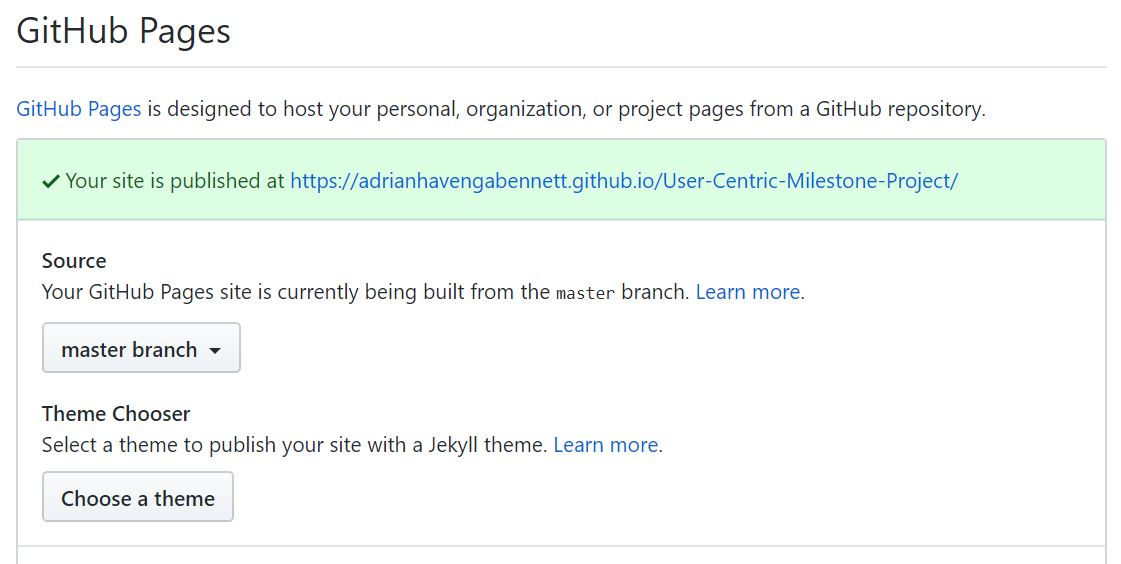 GitHub Pages
GitHub Pages is designed to host your personal, organization, or project pages from a GitHub repository.
Your site is published at https://adrianhavengabennett.github.io/User-Centric-Milestone-Project/
Source
Your GitHub Pages site is currently being built from the master branch. Learn more.
master branch
Theme Chooser
Select a theme to publish your site with a Jekyll theme. Learn more.
Choose a theme